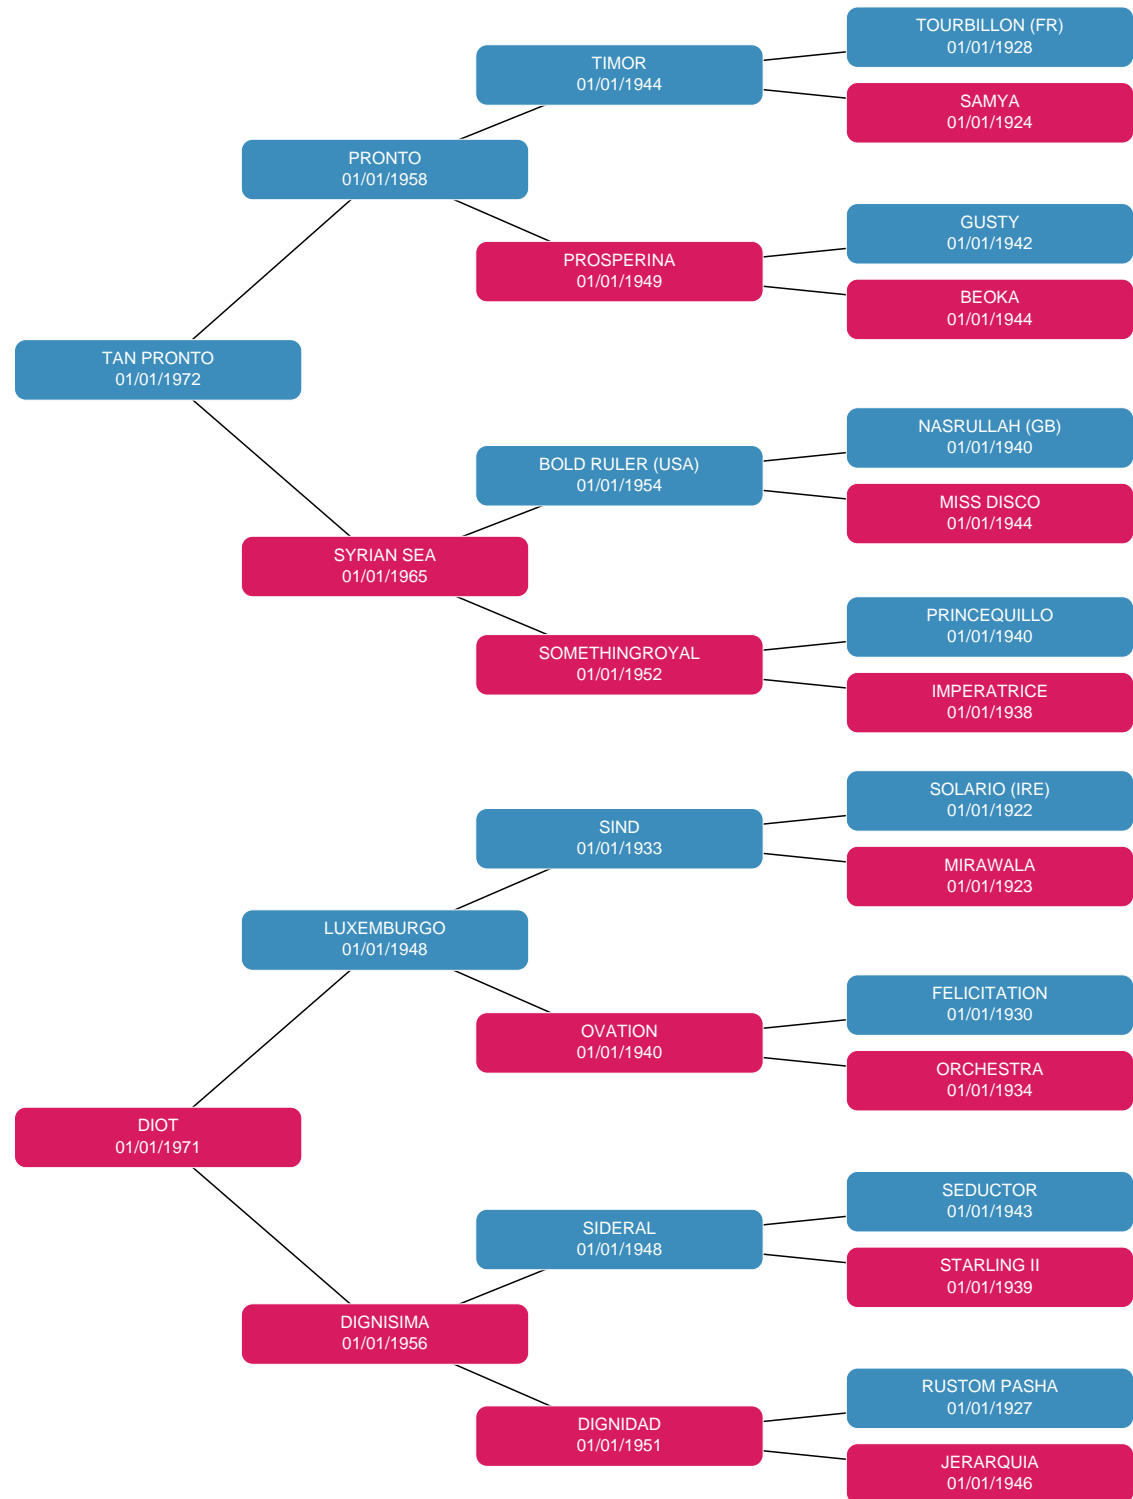 TOURBILLON (FR)
01/01/1928
TIMOR
01/01/1944
SAMYA
01/01/1924
PRONTO
01/01/1958
GUSTY
01/01/1942
PROSPERINA
01/01/1949
BEOKA
01/01/1944
TAN PRONTO
01/01/1972
NASRULLAH (GB)
01/01/1940
BOLD RULER (USA)
01/01/1954
MISS DISCO
01/01/1944
SYRIAN SEA
01/01/1965
PRINCEQUILLO
01/01/1940
SOMETHINGROYAL
01/01/1952
IMPERATRICE
01/01/1938
SOLARIO (IRE)
01/01/1922
SIND
01/01/1933
MIRAWALA
01/01/1923
LUXEMBURGO
01/01/1948
FELICITATION
01/01/1930
OVATION
01/01/1940
ORCHESTRA
01/01/1934
DIOT
01/01/1971
SEDUCTOR
01/01/1943
SIDERAL
01/01/1948
STARLING II
01/01/1939
DIGNISIMA
01/01/1956
RUSTOM PASHA
01/01/1927
DIGNIDAD
01/01/1951
JERARQUIA
01/01/1946